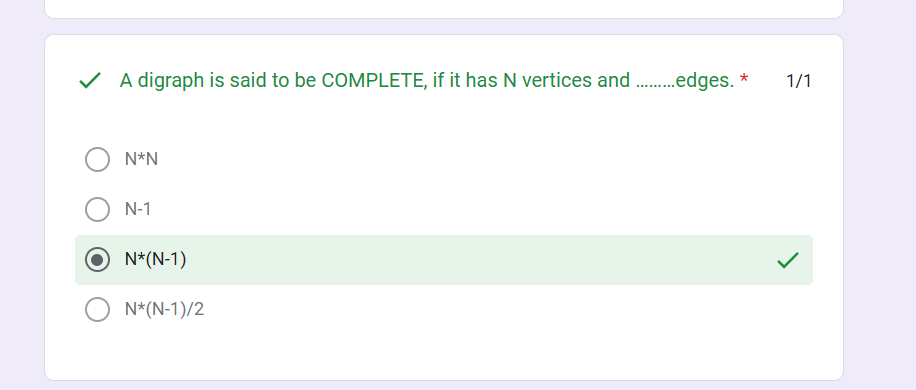 A digraph is said to be COMPLETE, if it has N vertices and .........edges. * 1/1
N*N
N-1
N*(N-1)
N*(N-1)/2